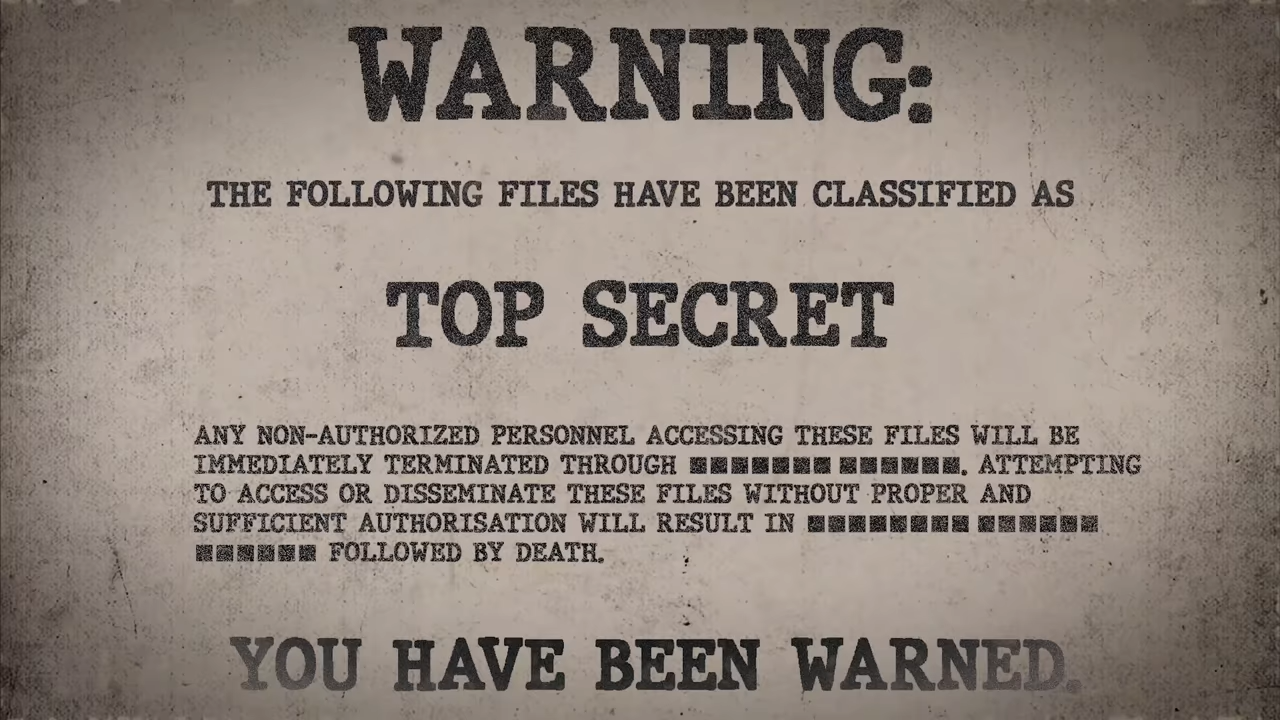 WARNING:
THE FOLLOWING FILES HAVE BEEN CLASSIFIED AS
TOP SECRET
ANY NON-AUTHORIZED PERSONNEL ACCESSING THESE FILES WILL BE
IMMEDIATELY TERMINATED THROUGH ■■■■■■■ ■■■■■■. ATTEMPTING
TO ACCESS OR DISSEMINATE THESE FILES WITHOUT PROPER AND
SUFFICIENT AUTHORISATION WILL RESULT IN ■■■■■■■■ ■■■■■■
■■■■■■ FOLLOWED BY DEATH.
YOU HAVE BEEN WARNED.